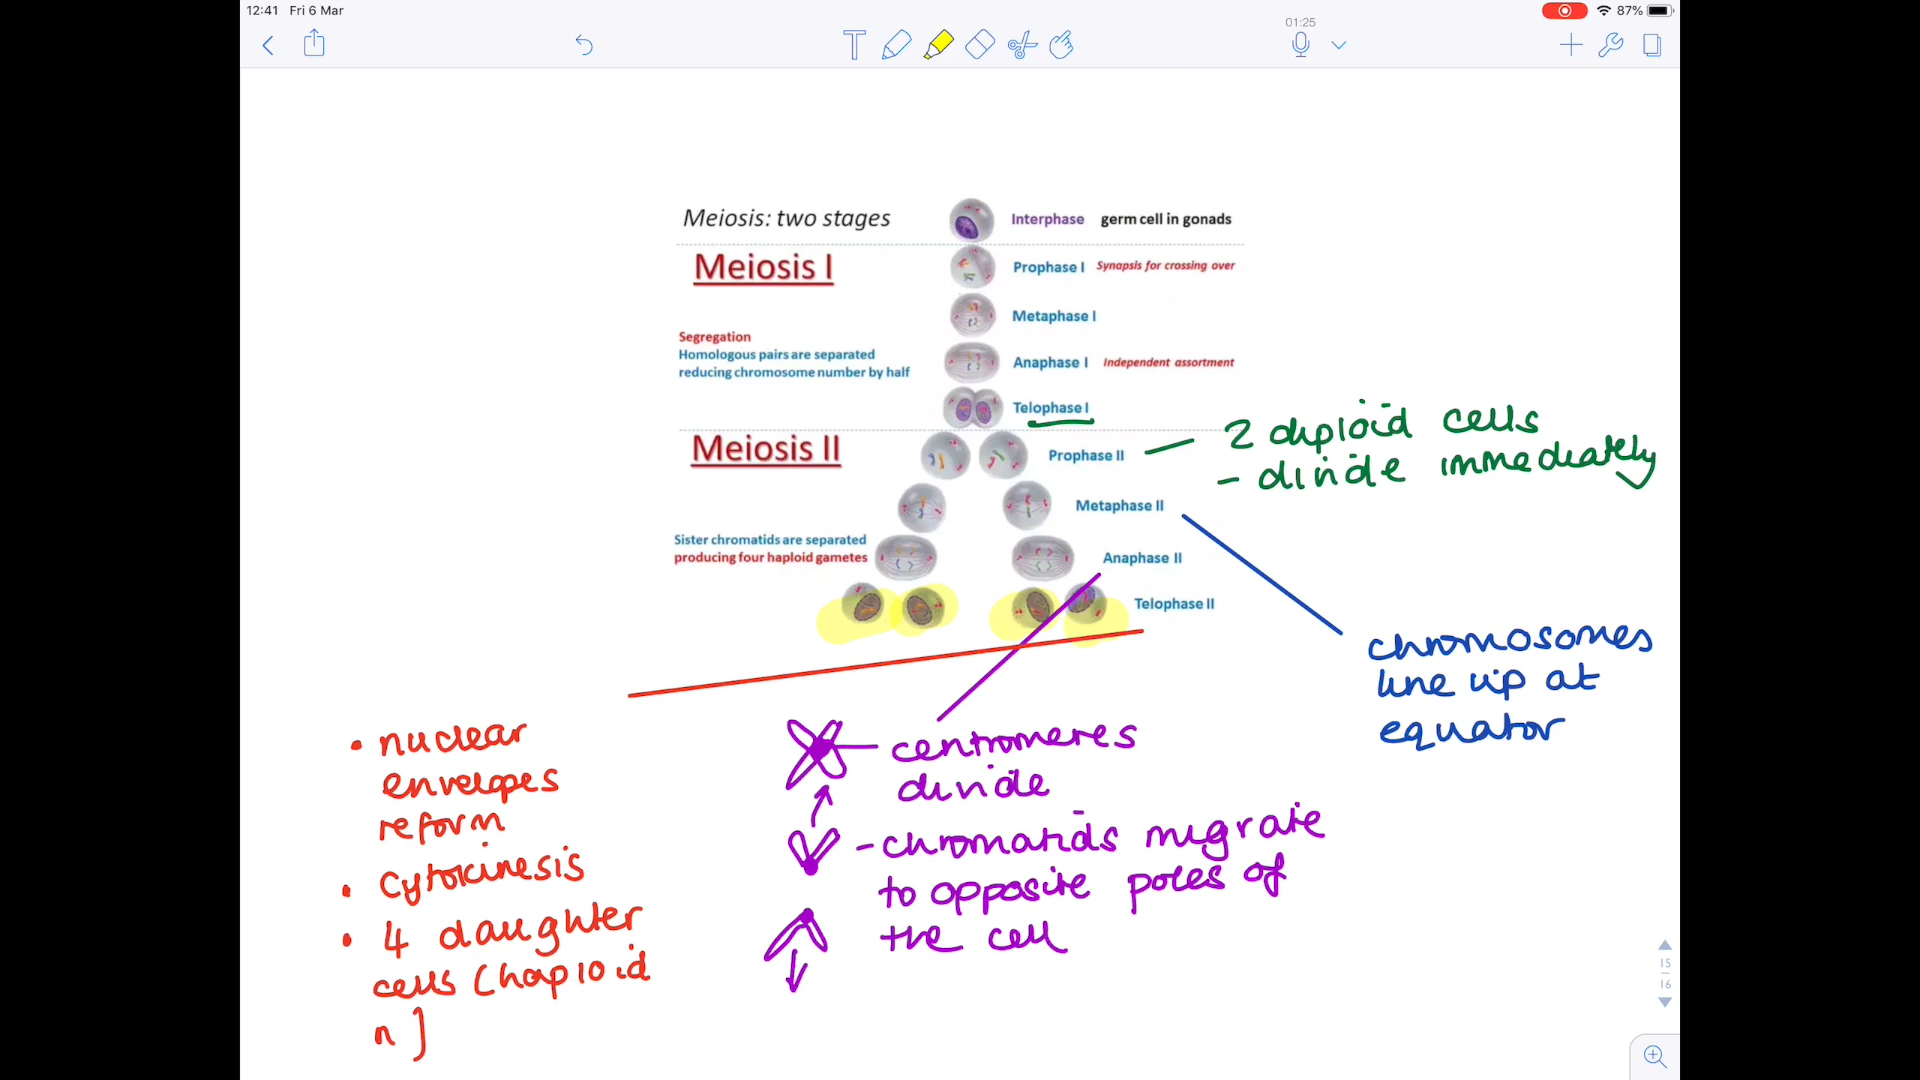 12:41 Fri 6 Mar
87%
01:25
T
Meiosis: two stages
Interphase germ cell in gonads
Meiosis I
Prophase I Synapsis for crossing over
Metaphase I
Segregation
Homologous pairs are separated
reducing chromosome number by half
Anaphase I Independent assortment
Telophase I
Meiosis II
Prophase II
2 diploid cells
- divide immediately
Metaphase II
Sister chromatids are separated
producing four haploid gametes
Anaphase II
Telophase II
chromosomes
line up at
equator
• nuclear
envelopes
reform
• cytokinesis
• 4 daughter
cells (haploid
n]
centromeres
divide
- chromatids migrate
to opposite poles of
the cell
15
16